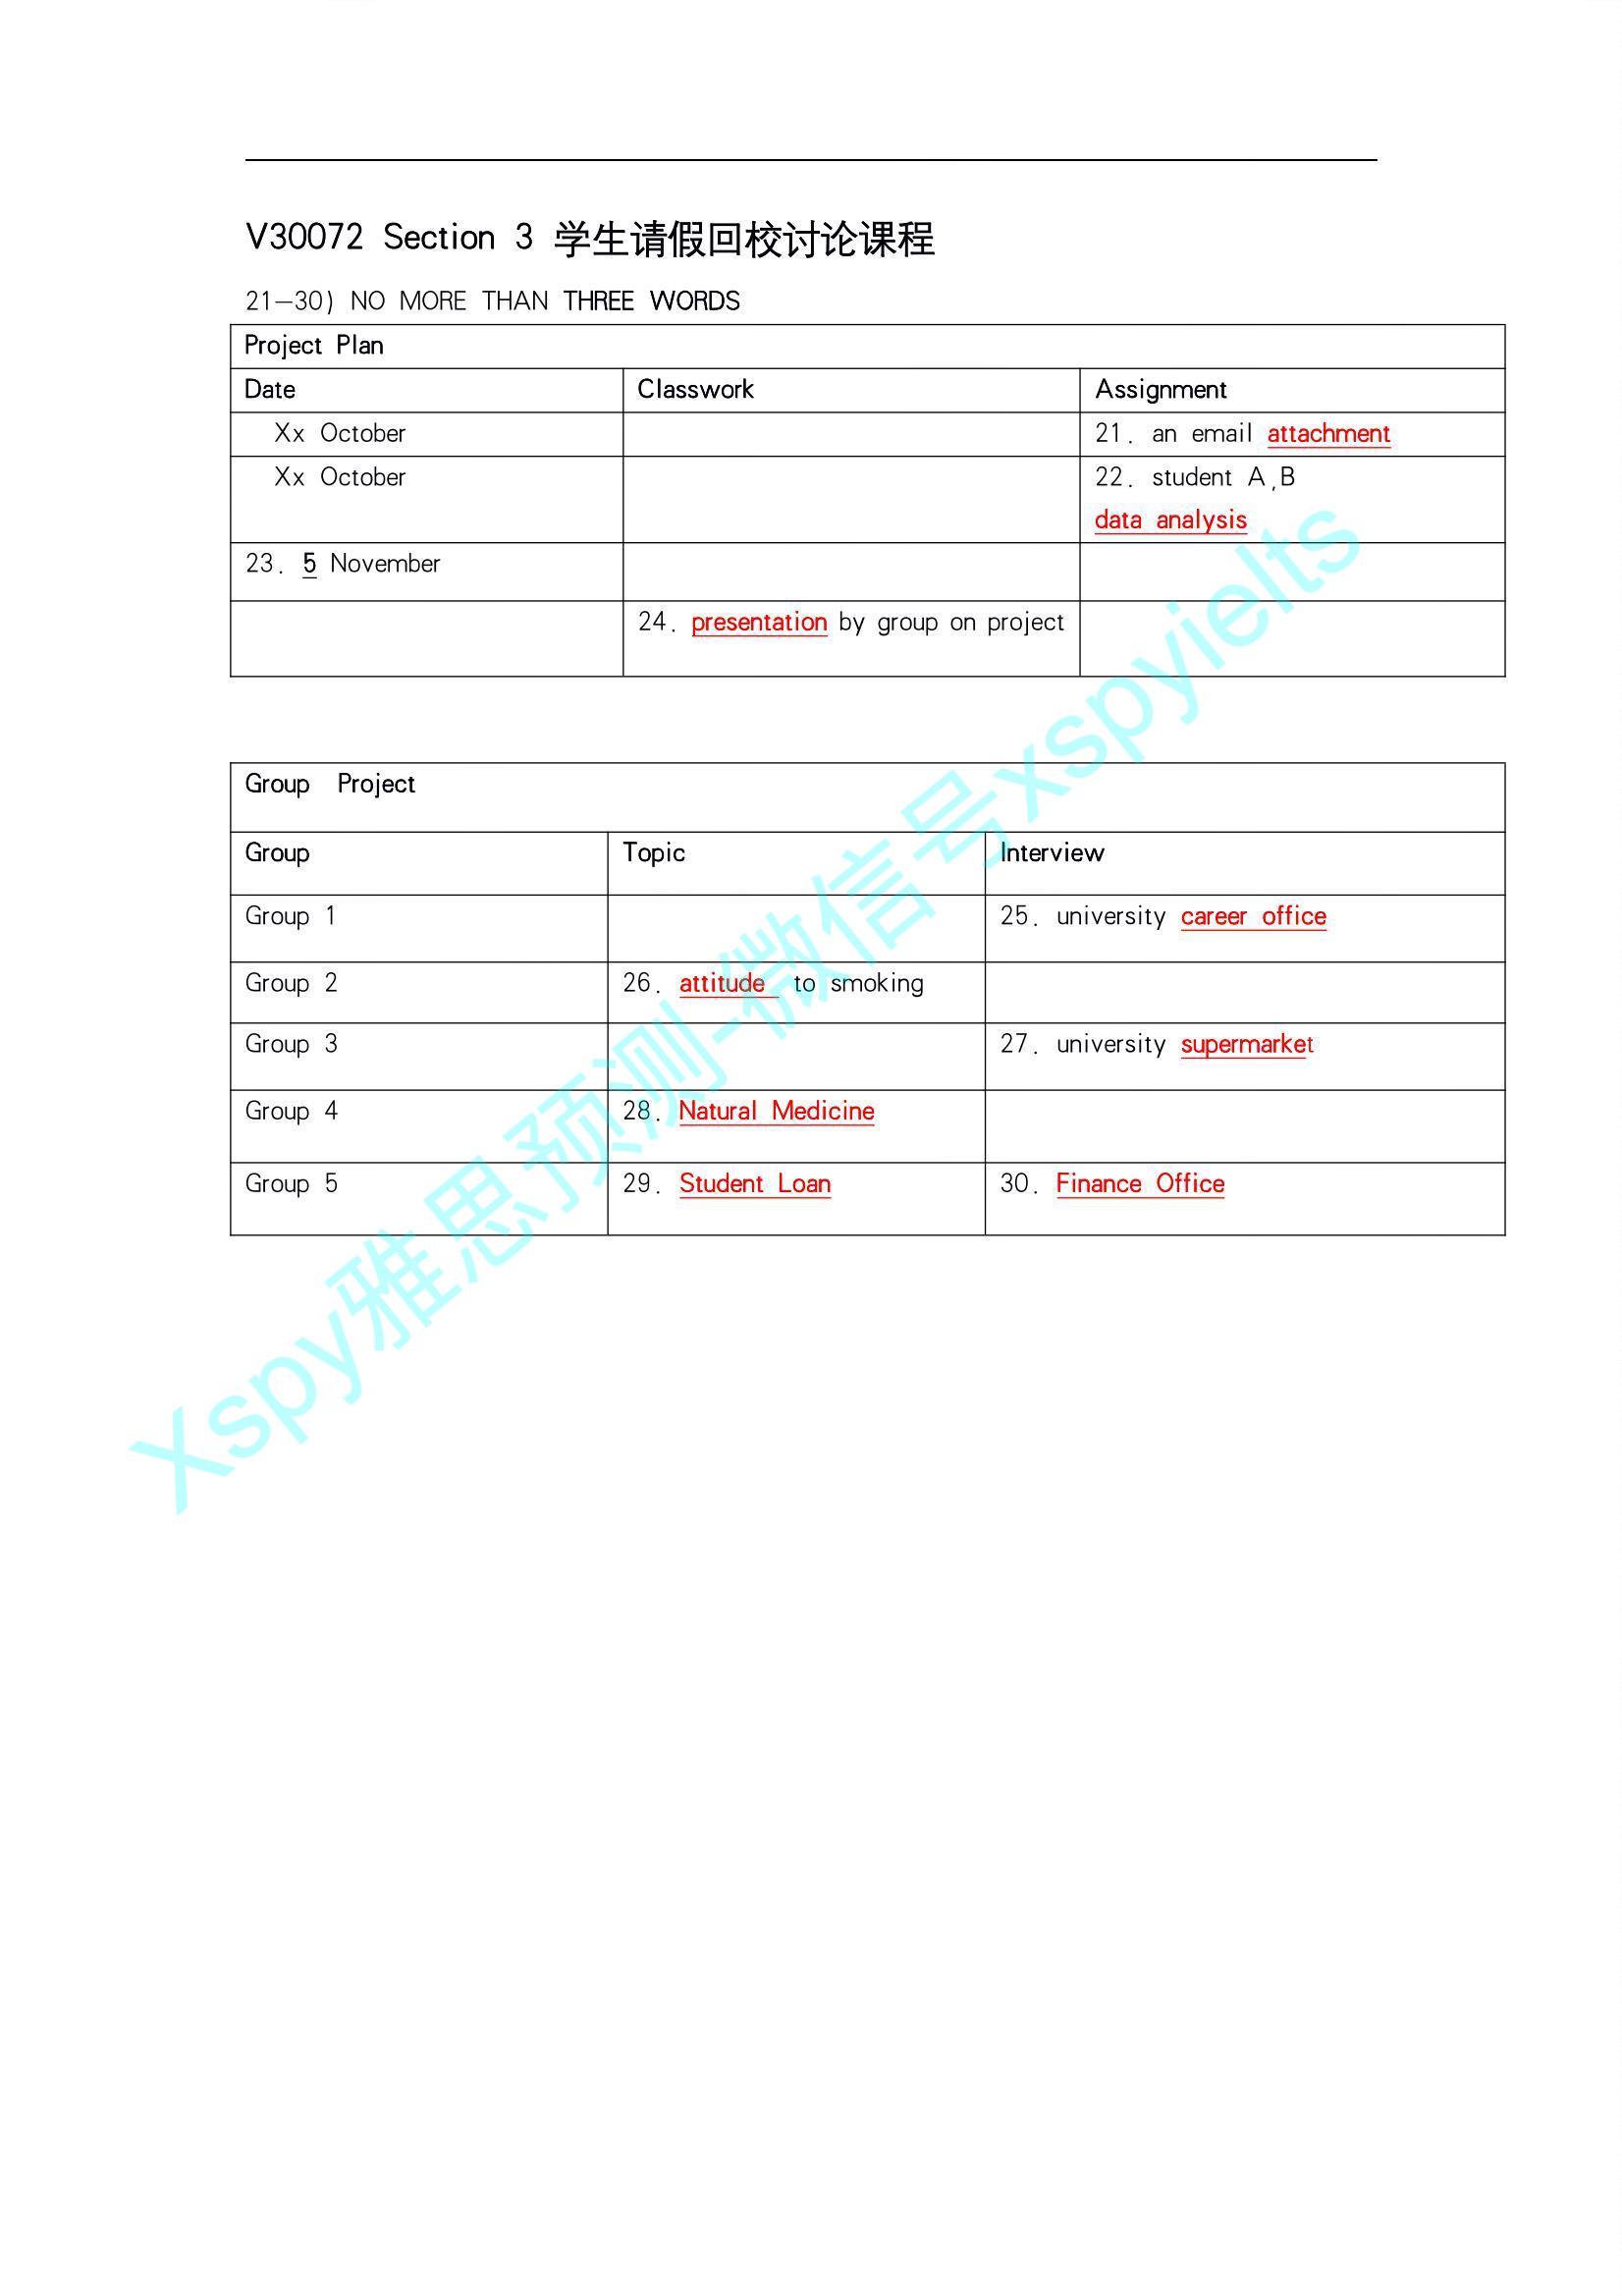 V30072 Section 3 学生请假回校讨论课程
21—30) NO MORE THAN THREE WORDS
Project Plan
Date Classwork Assignment
Xx October 21. an email attachment
Xx October 22. student A,B
data analysis
23. 5 November
24. presentation by group on project
Group Project
Group Topic Interview
Group 1 25. university career office
Group 2 26. attitude to smoking
Group 3 27. university supermarket
Group 4 28. Natural Medicine
Group 5 29. Student Loan 30. Finance Office
Xspy雅思预测-微信号xspyielts